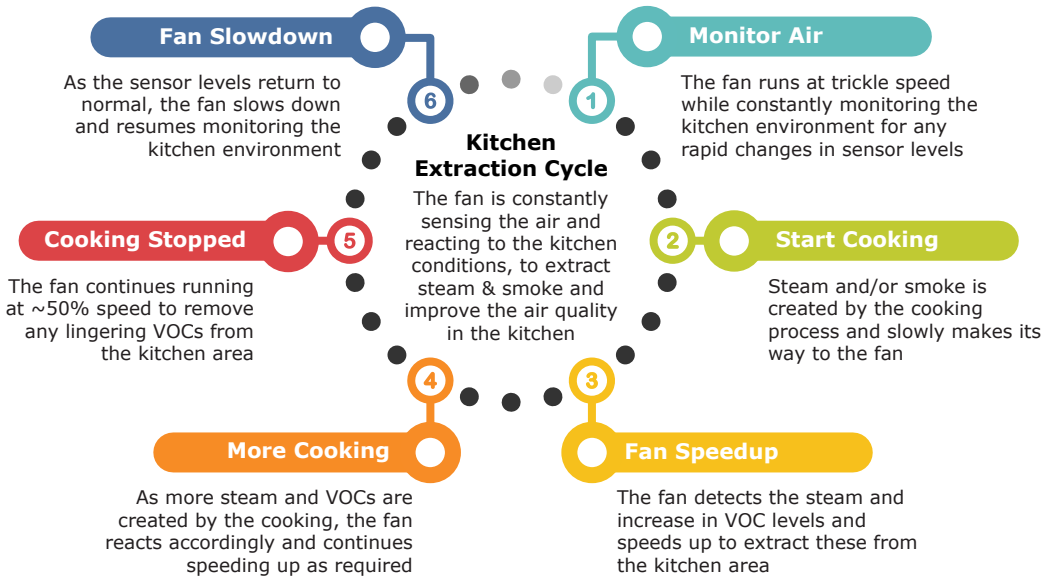 Kitchen
Extraction Cycle
The fan is constantly
sensing the air and
reacting to the kitchen
conditions, to extract
steam & smoke and
improve the air quality
in the kitchen
1
Monitor Air
The fan runs at trickle speed
while constantly monitoring the
kitchen environment for any
rapid changes in sensor levels
2
Start Cooking
Steam and/or smoke is
created by the cooking
process and slowly makes its
way to the fan
3
Fan Speedup
The fan detects the steam and
increase in VOC levels and
speeds up to extract these from
the kitchen area
4
More Cooking
As more steam and VOCs are
created by the cooking, the fan
reacts accordingly and continues
speeding up as required
5
Cooking Stopped
The fan continues running
at ~50% speed to remove
any lingering VOCs from
the kitchen area
6
Fan Slowdown
As the sensor levels return to
normal, the fan slows down
and resumes monitoring the
kitchen environment